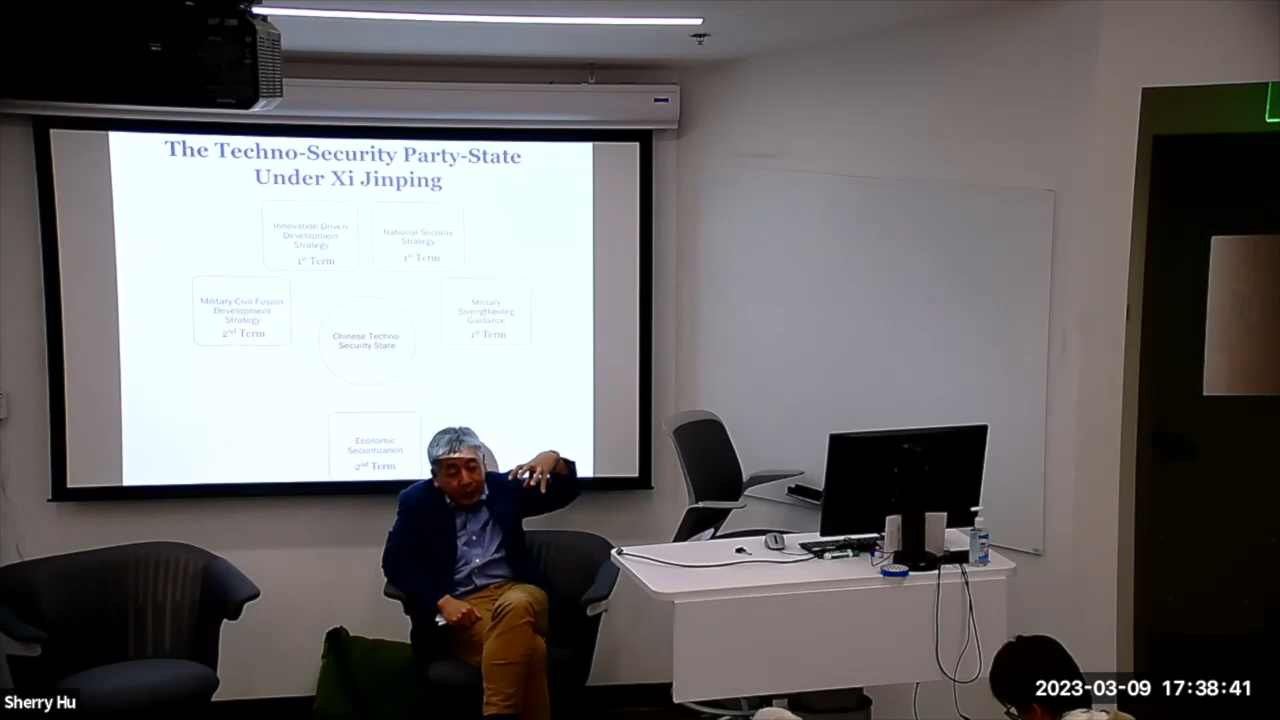 The Techno-Security Party-State
Under Xi Jinping
Innovation Driven
Development
Strategy
1st Term
National Security
Strategy
1st Term
Military-Civil Fusion
Development
Strategy
2nd Term
Chinese Techno-
Security State
Military
Strengthening
Guidance
1st Term
Economic
Securitization
2nd Term
Sherry Hu
2023-03-09 17:38:41